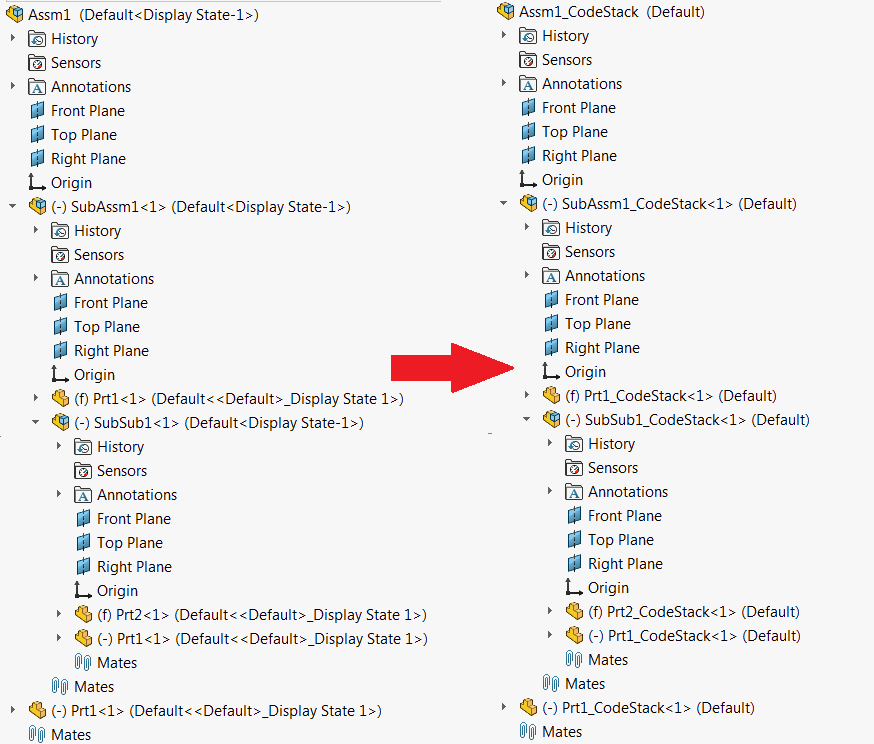 Assm1 (Default<Display State-1>)
History
Sensors
Annotations
Front Plane
Top Plane
Right Plane
Origin
(-) SubAssm1<1> (Default<Display State-1>)
History
Sensors
Annotations
Front Plane
Top Plane
Right Plane
Origin
(f) Prt1<1> (Default<<Default>_Display State 1>)
(-) SubSub1<1> (Default<Display State-1>)
History
Sensors
Annotations
Front Plane
Top Plane
Right Plane
Origin
(f) Prt2<1> (Default<<Default>_Display State 1>)
(-) Prt1<1> (Default<<Default>_Display State 1>)
Mates
Mates
(-) Prt1<1> (Default<<Default>_Display State 1>)
Mates
Assm1_CodeStack (Default)
History
Sensors
Annotations
Front Plane
Top Plane
Right Plane
Origin
(-) SubAssm1_CodeStack<1> (Default)
History
Sensors
Annotations
Front Plane
Top Plane
Right Plane
Origin
(f) Prt1_CodeStack<1> (Default)
(-) SubSub1_CodeStack<1> (Default)
History
Sensors
Annotations
Front Plane
Top Plane
Right Plane
Origin
(f) Prt2_CodeStack<1> (Default)
(-) Prt1_CodeStack<1> (Default)
Mates
Mates
(-) Prt1_CodeStack<1> (Default)
Mates